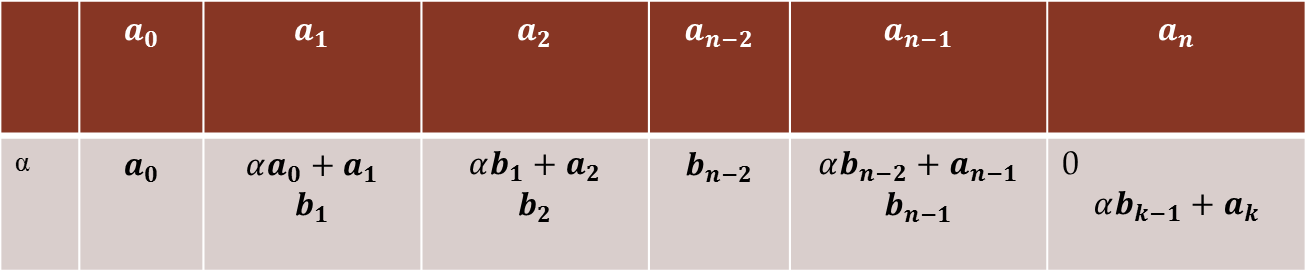 a₀ a₁ a₂ aₙ₋₂ aₙ₋₁ aₙ
α a₀ αa₀ + a₁ αb₁ + a₂ bₙ₋₂ αbₙ₋₂ + aₙ₋₁ 0
b₁ b₂ bₙ₋₁ αbₖ₋₁ + aₖ